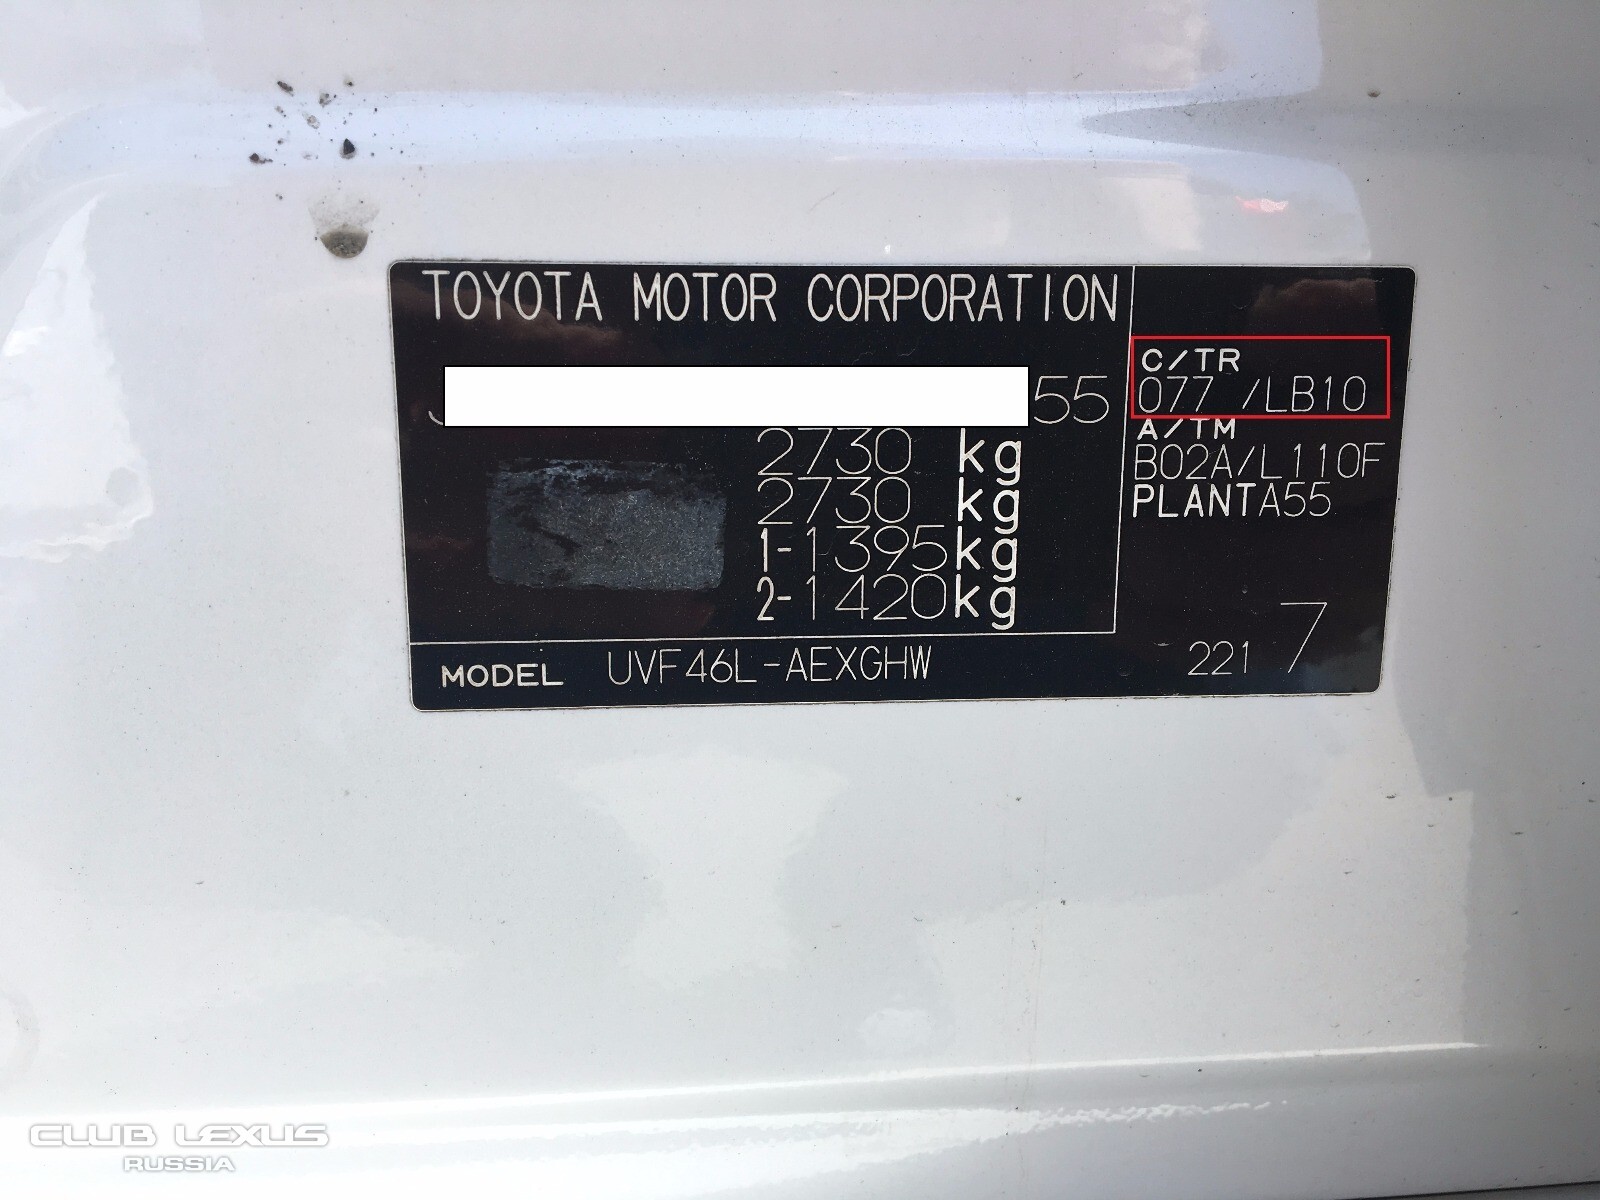 TOYOTA MOTOR CORPORATION
55
2730 kg
2730 kg
1-1395kg
2-1420kg
MODEL UVF46L-AEXGHW
C/TR
077 /LB10
A/TM
B02A/L110F
PLANTA55
221 7
CLUB LEXUS
RUSSIA